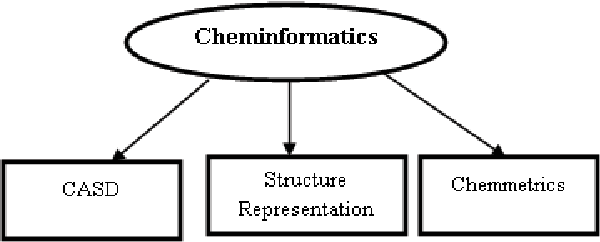 Cheminformatics
CASD
Structure
Representation
Chemmetrics